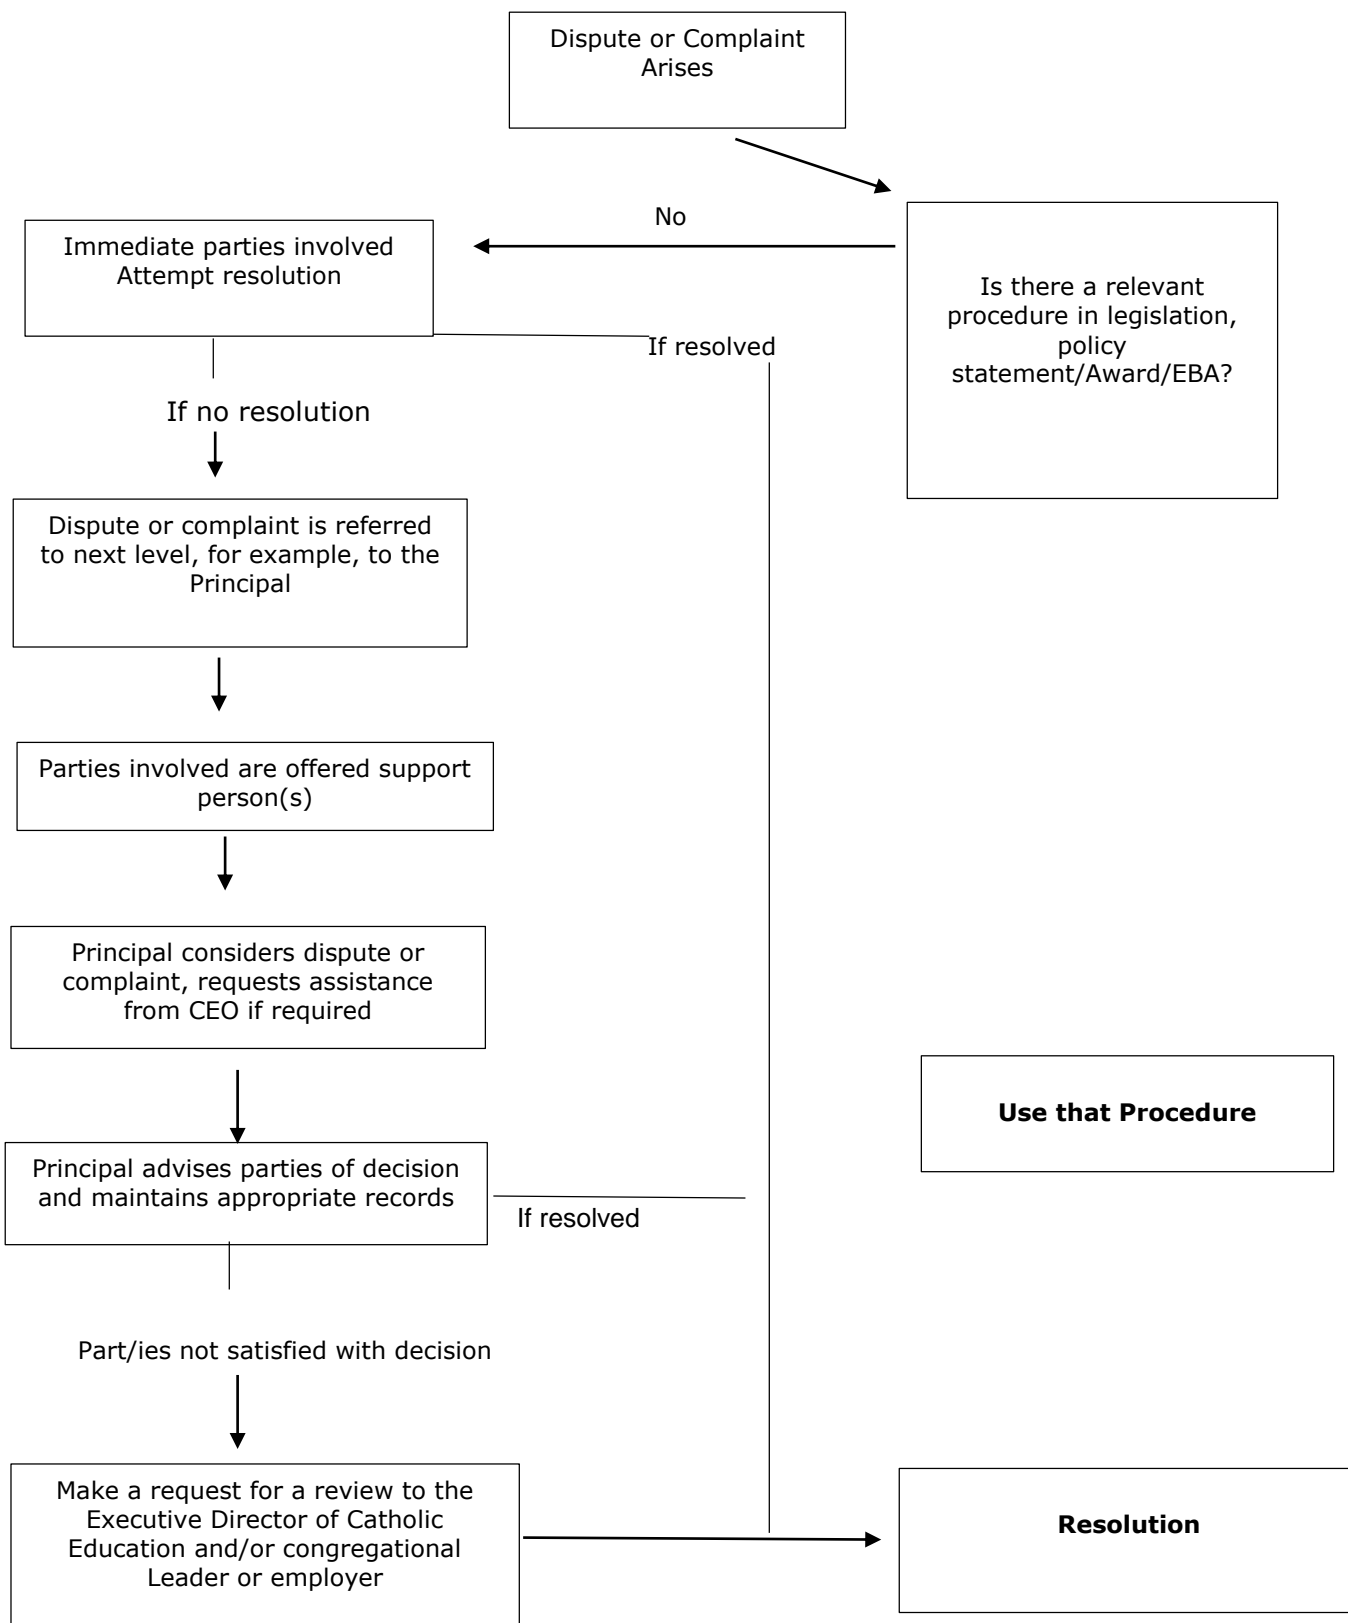 Dispute or Complaint
Arises
No
Immediate parties involved
Attempt resolution
Is there a relevant
procedure in legislation,
policy
statement/Award/EBA?
If resolved
If no resolution
Dispute or complaint is referred
to next level, for example, to the
Principal
Parties involved are offered support
person(s)
Principal considers dispute or
complaint, requests assistance
from CEO if required
Use that Procedure
Principal advises parties of decision
and maintains appropriate records
If resolved
Part/ies not satisfied with decision
Make a request for a review to the
Executive Director of Catholic
Education and/or congregational
Leader or employer
Resolution